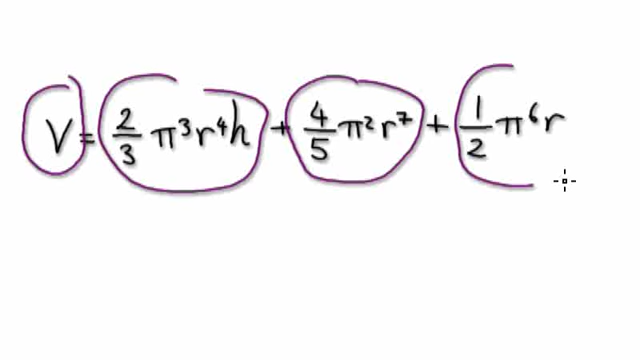 V = 2/3 π³r⁴h + 4/5 π²r⁷ + 1/2 π⁶r